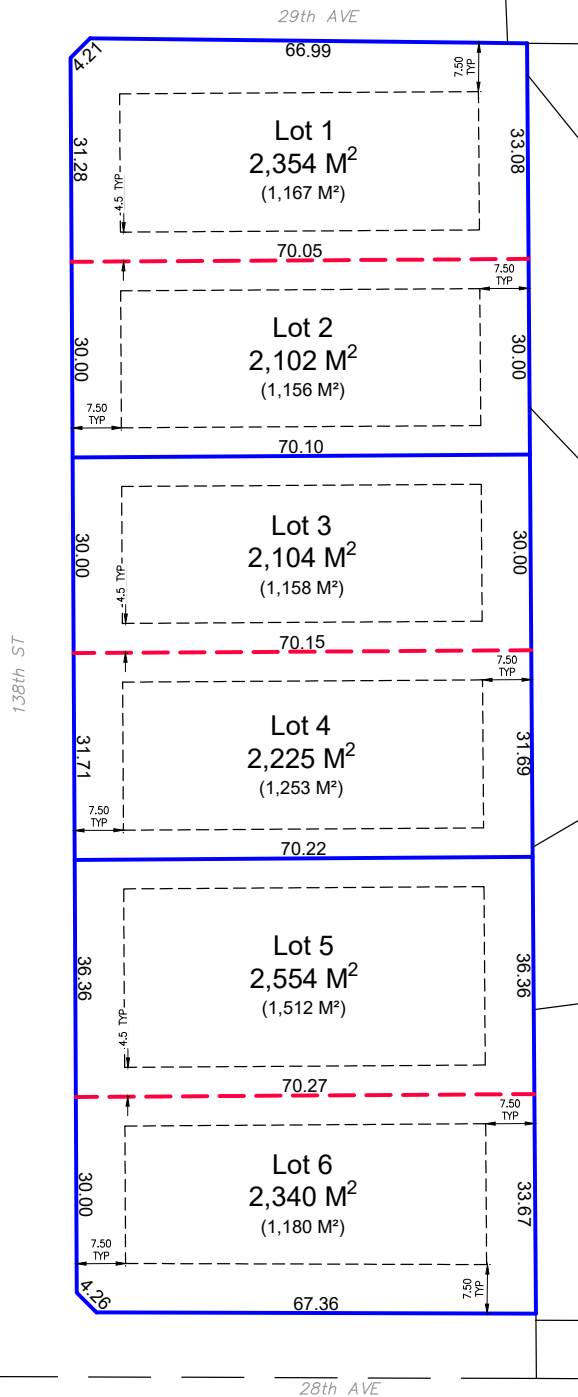 29th AVE
4.21
66.99
7.50
TYP
31.28
Lot 1
2,354 M²
(1,167 M²)
33.08
4.5 TYP
70.05
7.50
TYP
30.00
Lot 2
2,102 M²
(1,156 M²)
30.00
7.50
TYP
70.10
30.00
Lot 3
2,104 M²
(1,158 M²)
30.00
4.5 TYP
138th ST
70.15
7.50
TYP
31.71
Lot 4
2,225 M²
(1,253 M²)
31.69
7.50
TYP
70.22
36.36
Lot 5
2,554 M²
(1,512 M²)
36.36
4.5 TYP
70.27
7.50
TYP
30.00
Lot 6
2,340 M²
(1,180 M²)
33.67
7.50
TYP
4.26
67.36
7.50
TYP
28th AVE